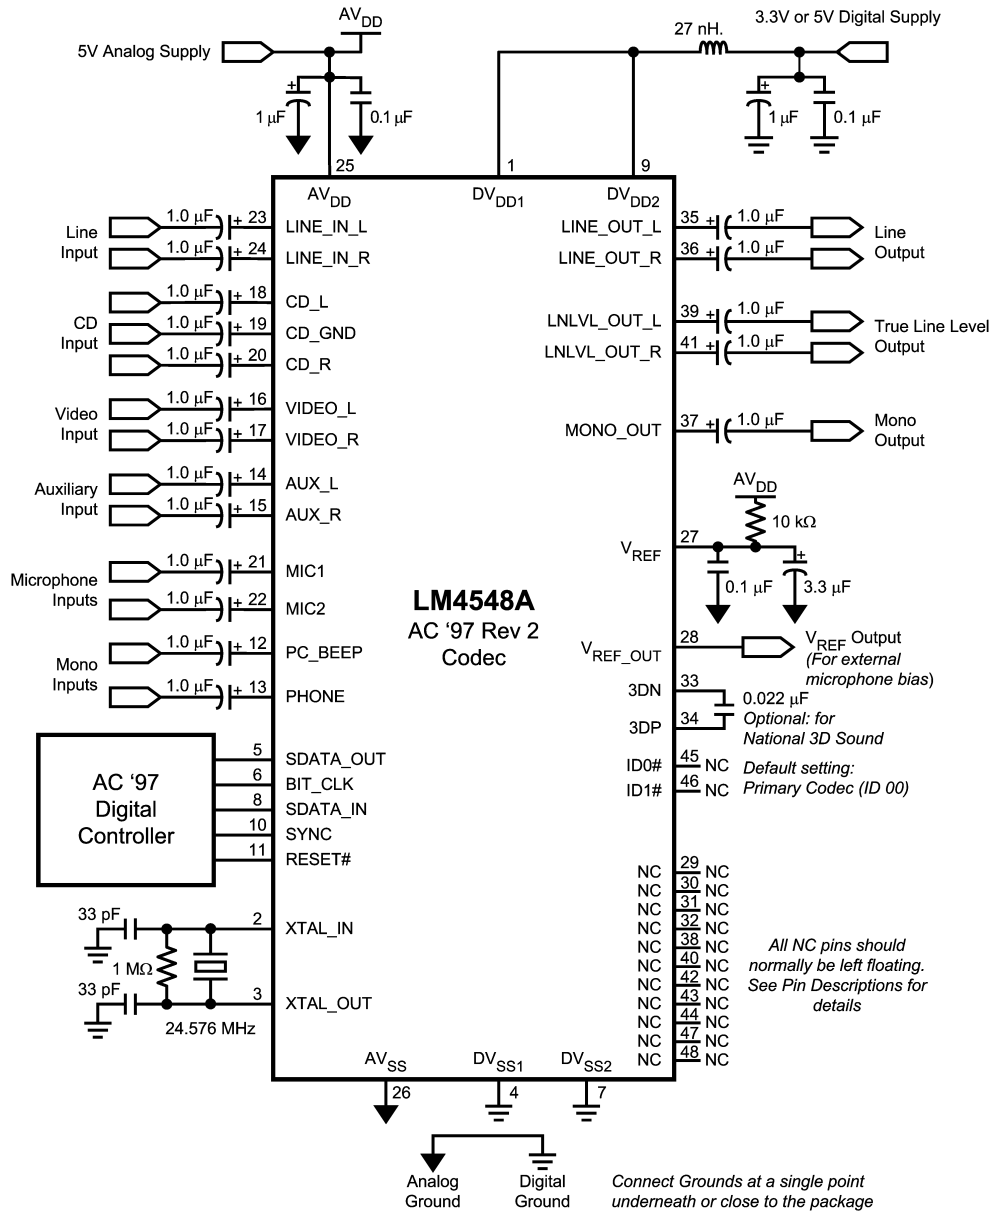 AVDD
5V Analog Supply
27 nH.
3.3V or 5V Digital Supply
+
1 µF
0.1 µF
+
1 µF
0.1 µF
25
1
9
AVDD
DVDD1
DVDD2
Line
Input
1.0 µF
+
23
LINE_IN_L
1.0 µF
+
24
LINE_IN_R
CD
Input
1.0 µF
+
18
CD_L
1.0 µF
+
19
CD_GND
1.0 µF
+
20
CD_R
Video
Input
1.0 µF
+
16
VIDEO_L
1.0 µF
+
17
VIDEO_R
Auxiliary
Input
1.0 µF
+
14
AUX_L
1.0 µF
+
15
AUX_R
Microphone
Inputs
1.0 µF
+
21
MIC1
1.0 µF
+
22
MIC2
Mono
Inputs
1.0 µF
+
12
PC_BEEP
1.0 µF
+
13
PHONE
AC ‘97
Digital
Controller
5
SDATA_OUT
6
BIT_CLK
8
SDATA_IN
10
SYNC
11
RESET#
33 pF
2
XTAL_IN
1 MΩ
33 pF
3
XTAL_OUT
24.576 MHz
LM4548A
AC ‘97 Rev 2
Codec
LINE_OUT_L
35
+
1.0 µF
LINE_OUT_R
36
+
1.0 µF
Line
Output
LNLVL_OUT_L
39
+
1.0 µF
LNLVL_OUT_R
41
+
1.0 µF
True Line Level
Output
MONO_OUT
37
+
1.0 µF
Mono
Output
AVDD
10 kΩ
VREF
27
+
0.1 µF
3.3 µF
VREF_OUT
28
VREF Output
(For external
microphone bias)
3DN
33
3DP
34
0.022 µF
Optional: for
National 3D Sound
ID0#
45
NC
ID1#
46
NC
Default setting:
Primary Codec (ID 00)
NC
29
NC
NC
30
NC
NC
31
NC
NC
32
NC
NC
38
NC
NC
40
NC
NC
42
NC
NC
43
NC
NC
44
NC
NC
47
NC
NC
48
NC
All NC pins should
normally be left floating.
See Pin Descriptions for
details
AVSS
DVSS1
DVSS2
26
4
7
Analog
Ground
Digital
Ground
Connect Grounds at a single point
underneath or close to the package